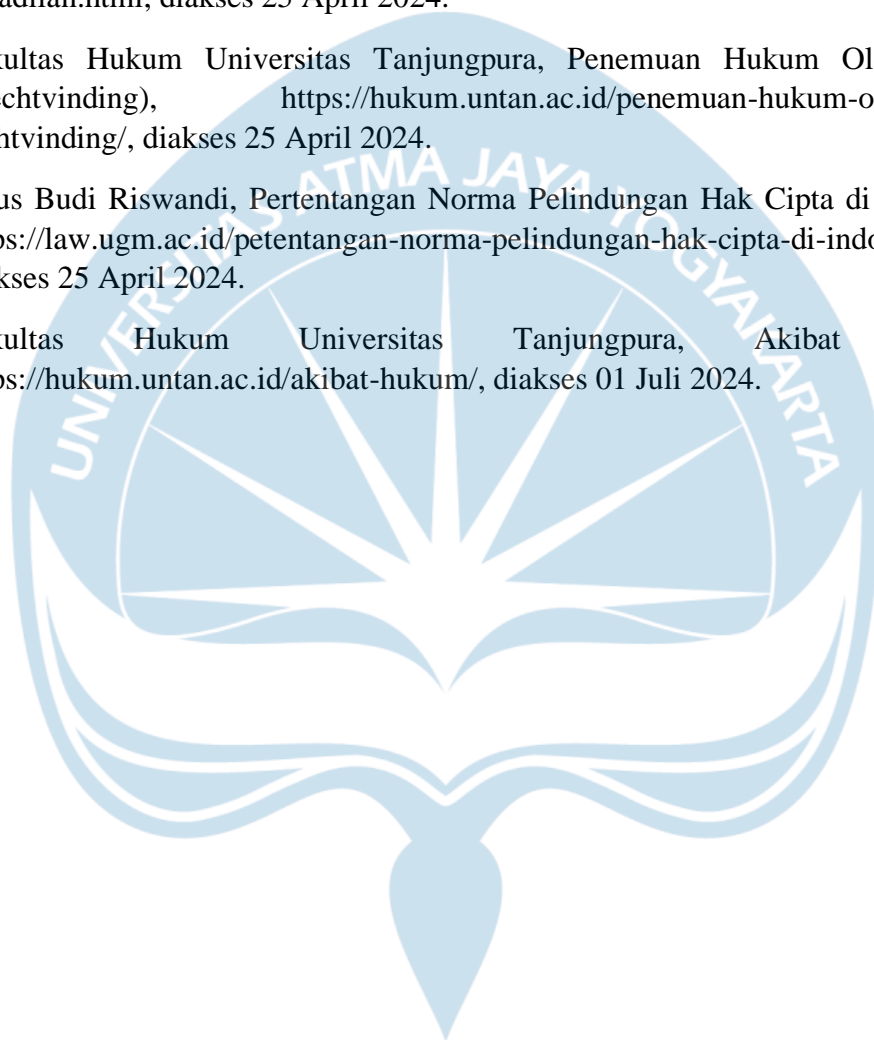 adilan.html, diakses 25 April 2024.
kultas Hukum Universitas Tanjungpura, Penemuan Hukum Ol
echtvinding), https://hukum.untan.ac.id/penemuan-hukum-o
htvinding/, diakses 25 April 2024.
us Budi Riswandi, Pertentangan Norma Pelindungan Hak Cipta di
ps://law.ugm.ac.id/petentangan-norma-pelindungan-hak-cipta-di-indo
kses 25 April 2024.
kultas Hukum Universitas Tanjungpura, Akibat
ps://hukum.untan.ac.id/akibat-hukum/, diakses 01 Juli 2024.
UNIVERSITAS ATMA JAYA YOGYAKARTA